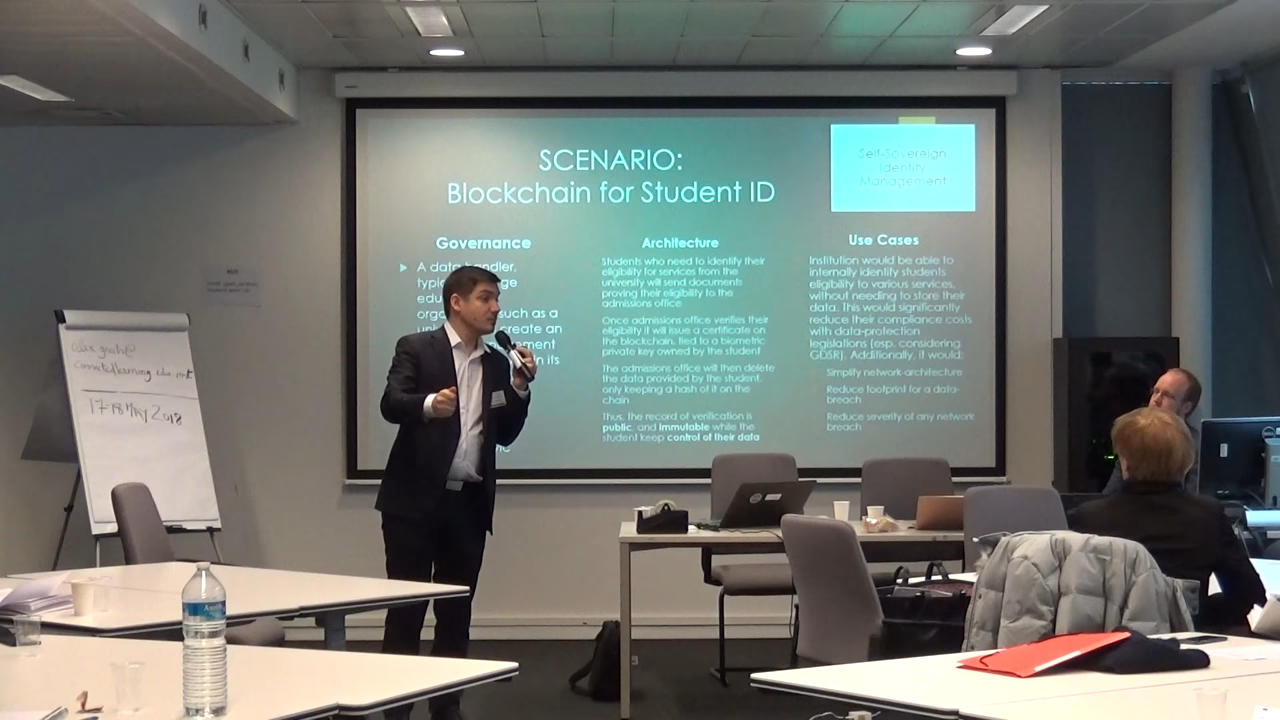 SCENARIO:
Blockchain for Student ID
Self-Sovereign
Identity
Management
Governance
A data handler,
such as a
create an
in its
Architecture
Students who need to identify their
eligibility for services from the
university will send documents
proving their eligibility to the
admissions office
Once admissions office verifies their
eligibility it will issue a certificate on
the blockchain, tied to a biometric
private key owned by the student
The admissions office will then delete
the data provided by the student,
only keeping a hash of it on the
chain
Thus, the record of verification is
public, and immutable while the
student keep control of their data
Use Cases
Institution would be able to
internally identify students
eligibility to various services,
without needing to store their
data. This would significantly
reduce their compliance costs
with data-protection
legislations (esp. considering
GDSR). Additionally, it would:
Simplify network-architecture
Reduce footprint for a data-
breach
Reduce severity of any network
breach
17-18 May 2018